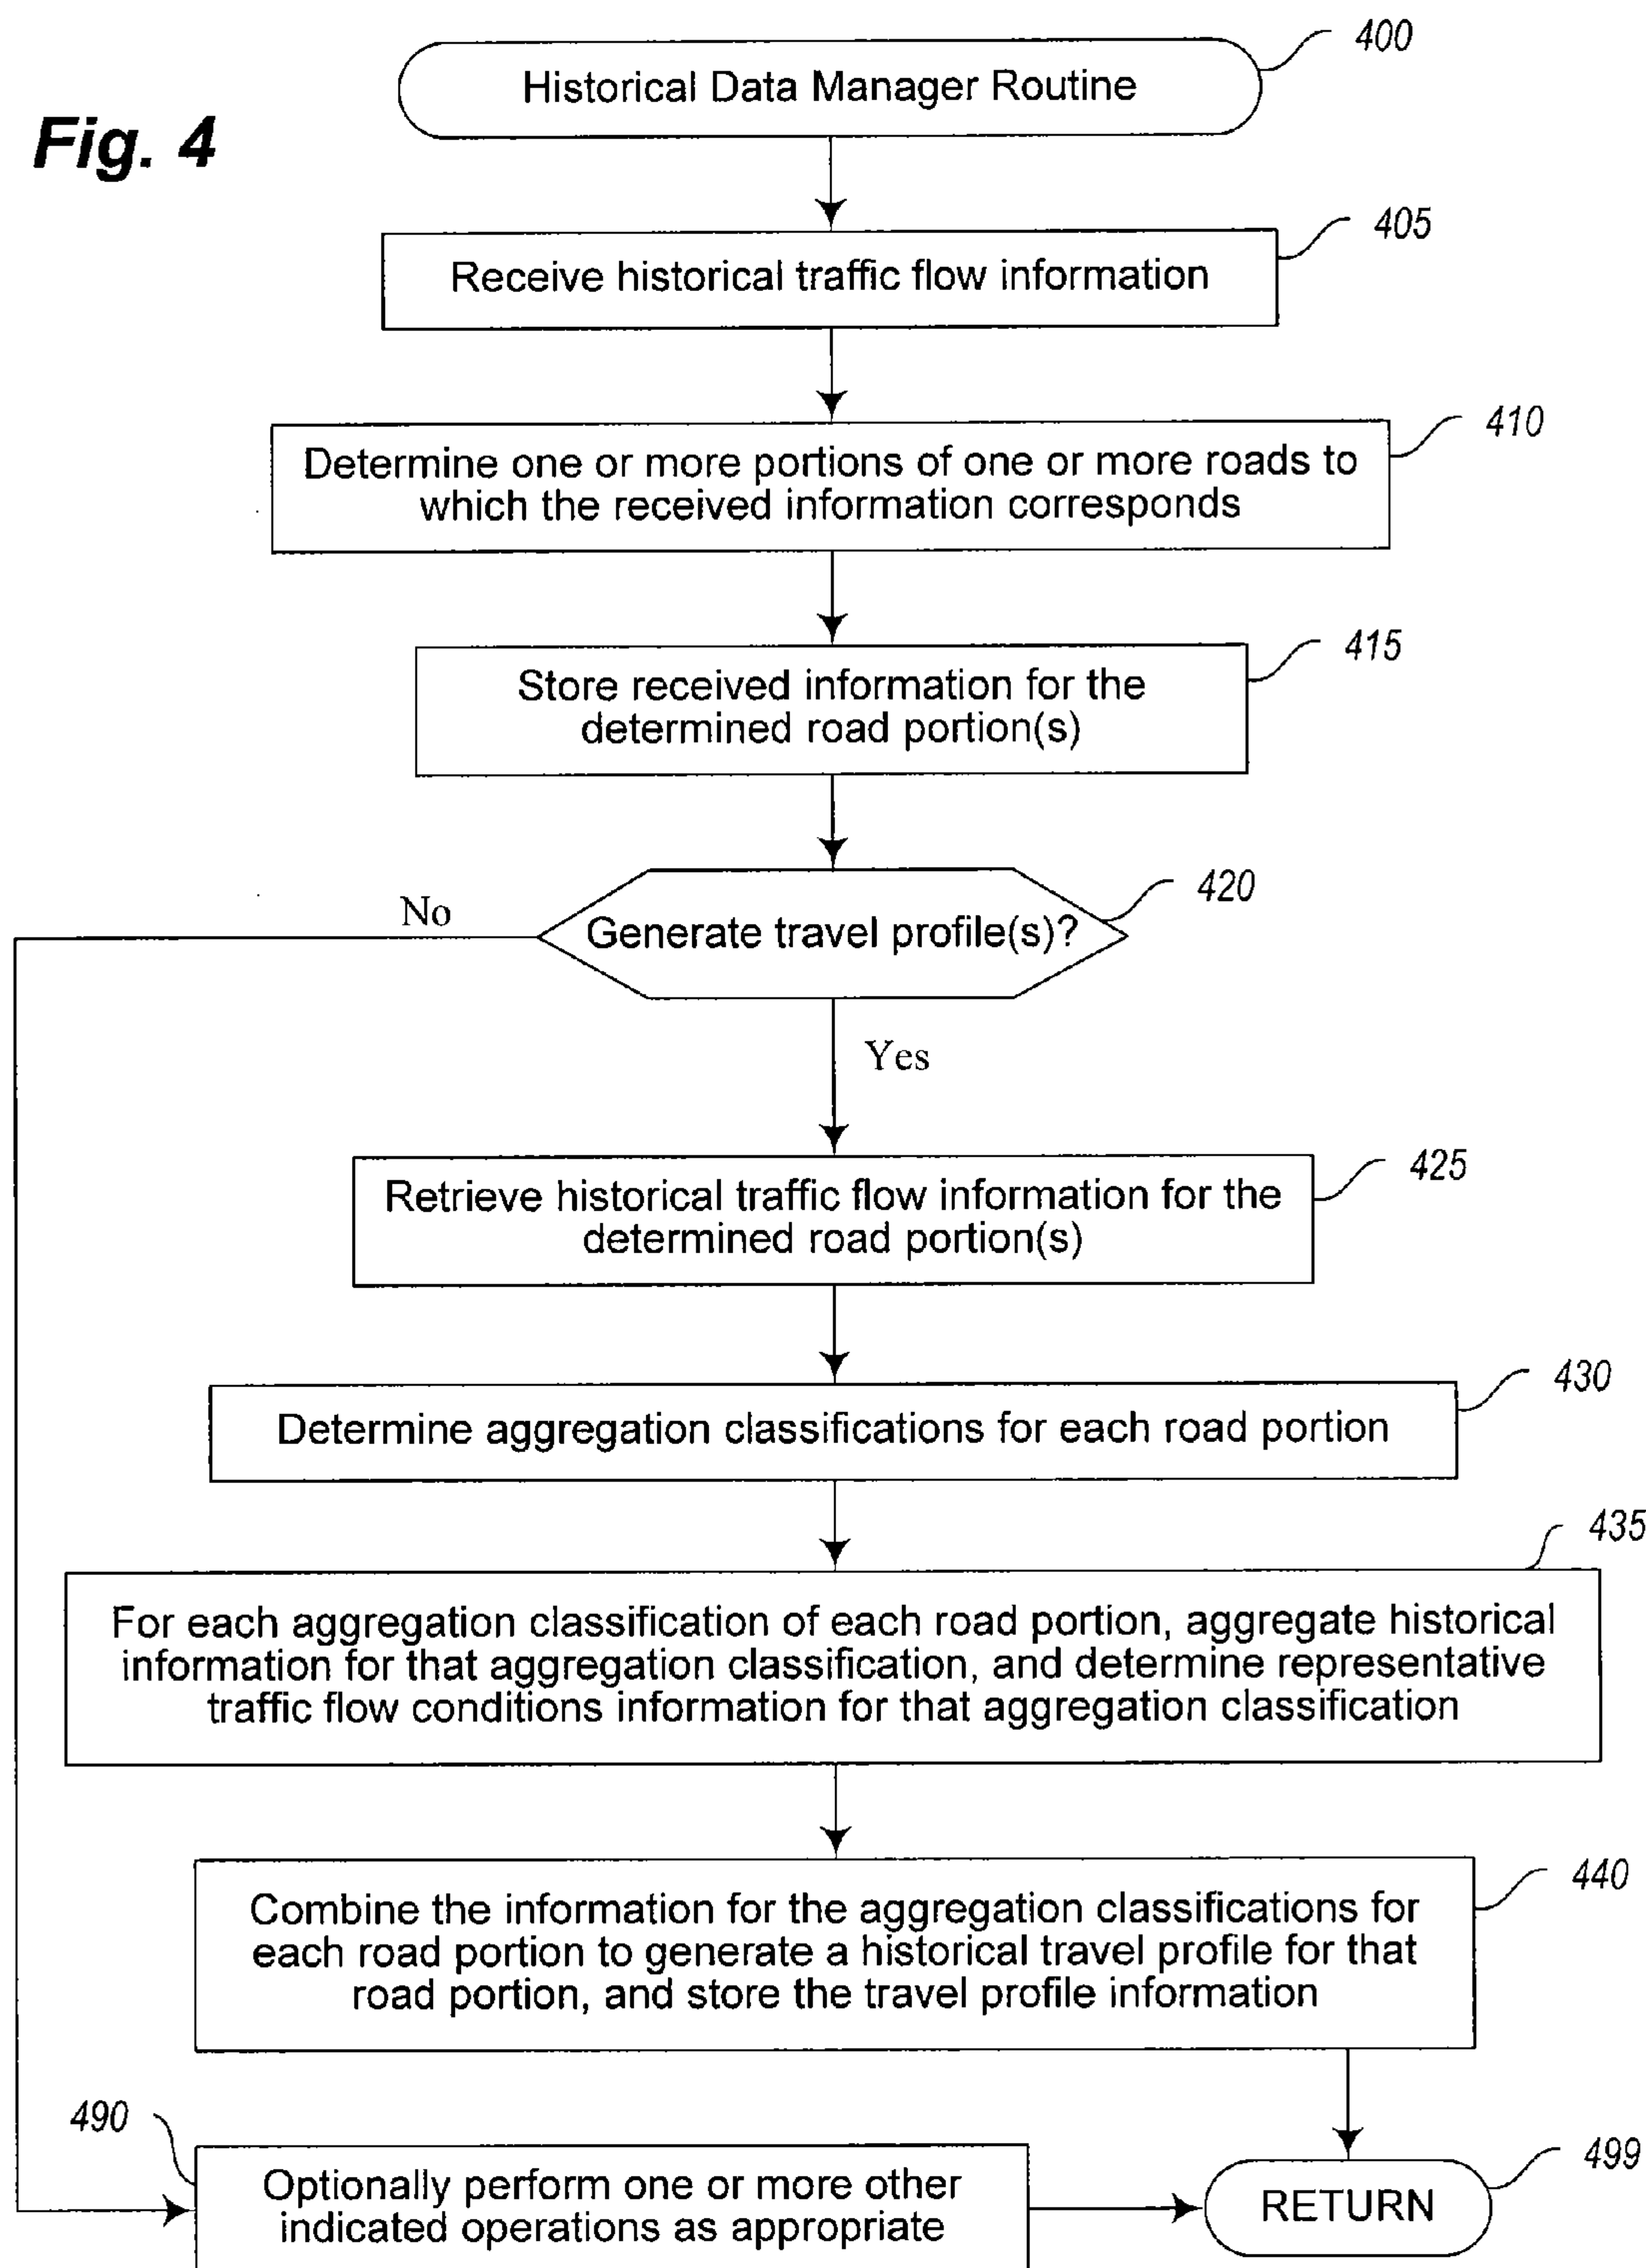 Fig. 4
Historical Data Manager Routine
400
Receive historical traffic flow information
405
Determine one or more portions of one or more roads to
which the received information corresponds
410
Store received information for the
determined road portion(s)
415
Generate travel profile(s)?
420
No
Yes
Retrieve historical traffic flow information for the
determined road portion(s)
425
Determine aggregation classifications for each road portion
430
For each aggregation classification of each road portion, aggregate historical
information for that aggregation classification, and determine representative
traffic flow conditions information for that aggregation classification
435
Combine the information for the aggregation classifications for
each road portion to generate a historical travel profile for that
road portion, and store the travel profile information
440
490
Optionally perform one or more other
indicated operations as appropriate
RETURN
499